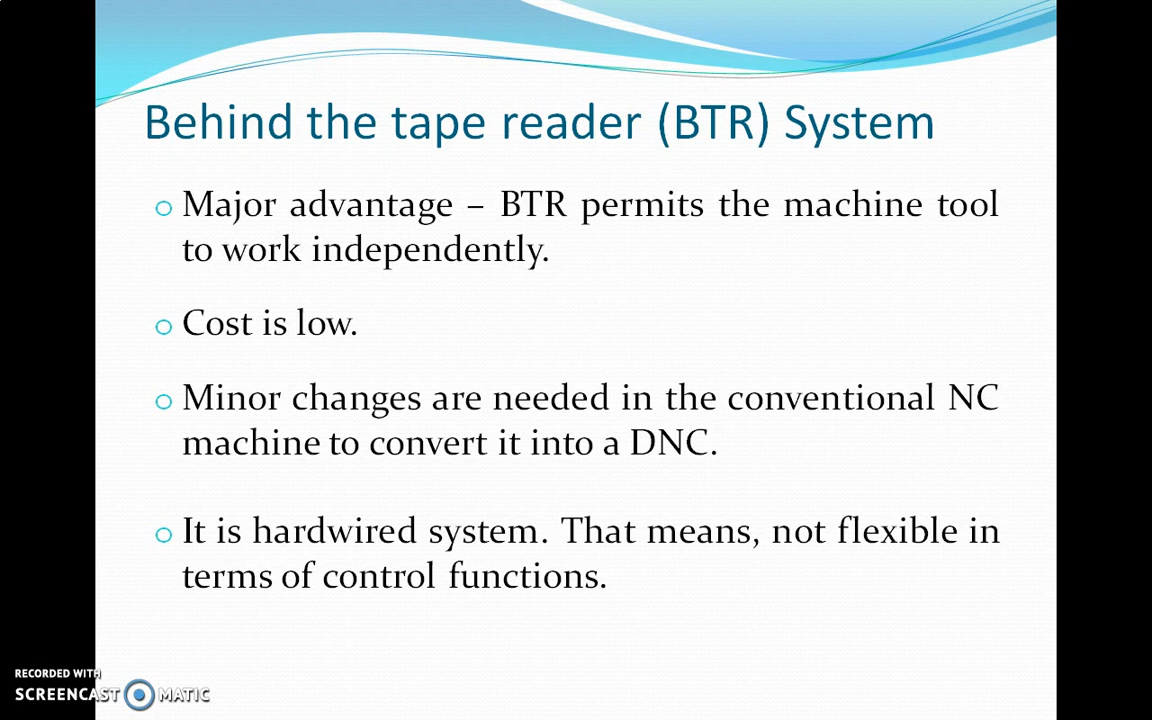 Behind the tape reader (BTR) System
Major advantage – BTR permits the machine tool
to work independently.
Cost is low.
Minor changes are needed in the conventional NC
machine to convert it into a DNC.
It is hardwired system. That means, not flexible in
terms of control functions.
RECORDED WITH
SCREENCAST MATIC